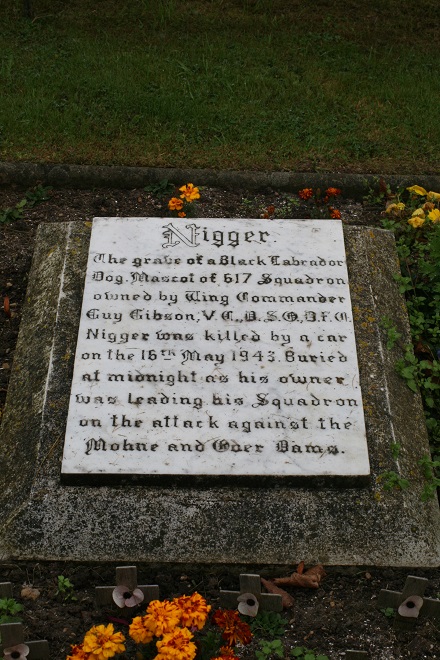 Nigger
The grave of a Black Labrador
Dog, Mascot of 617 Squadron
owned by Wing Commander
Guy Gibson, V.C., D.S.O, D.F.C.
Nigger was killed by a car
on the 16th May 1943. Buried
at midnight as his owner
was leading his Squadron
on the attack against the
Mohne and Eder Dams.